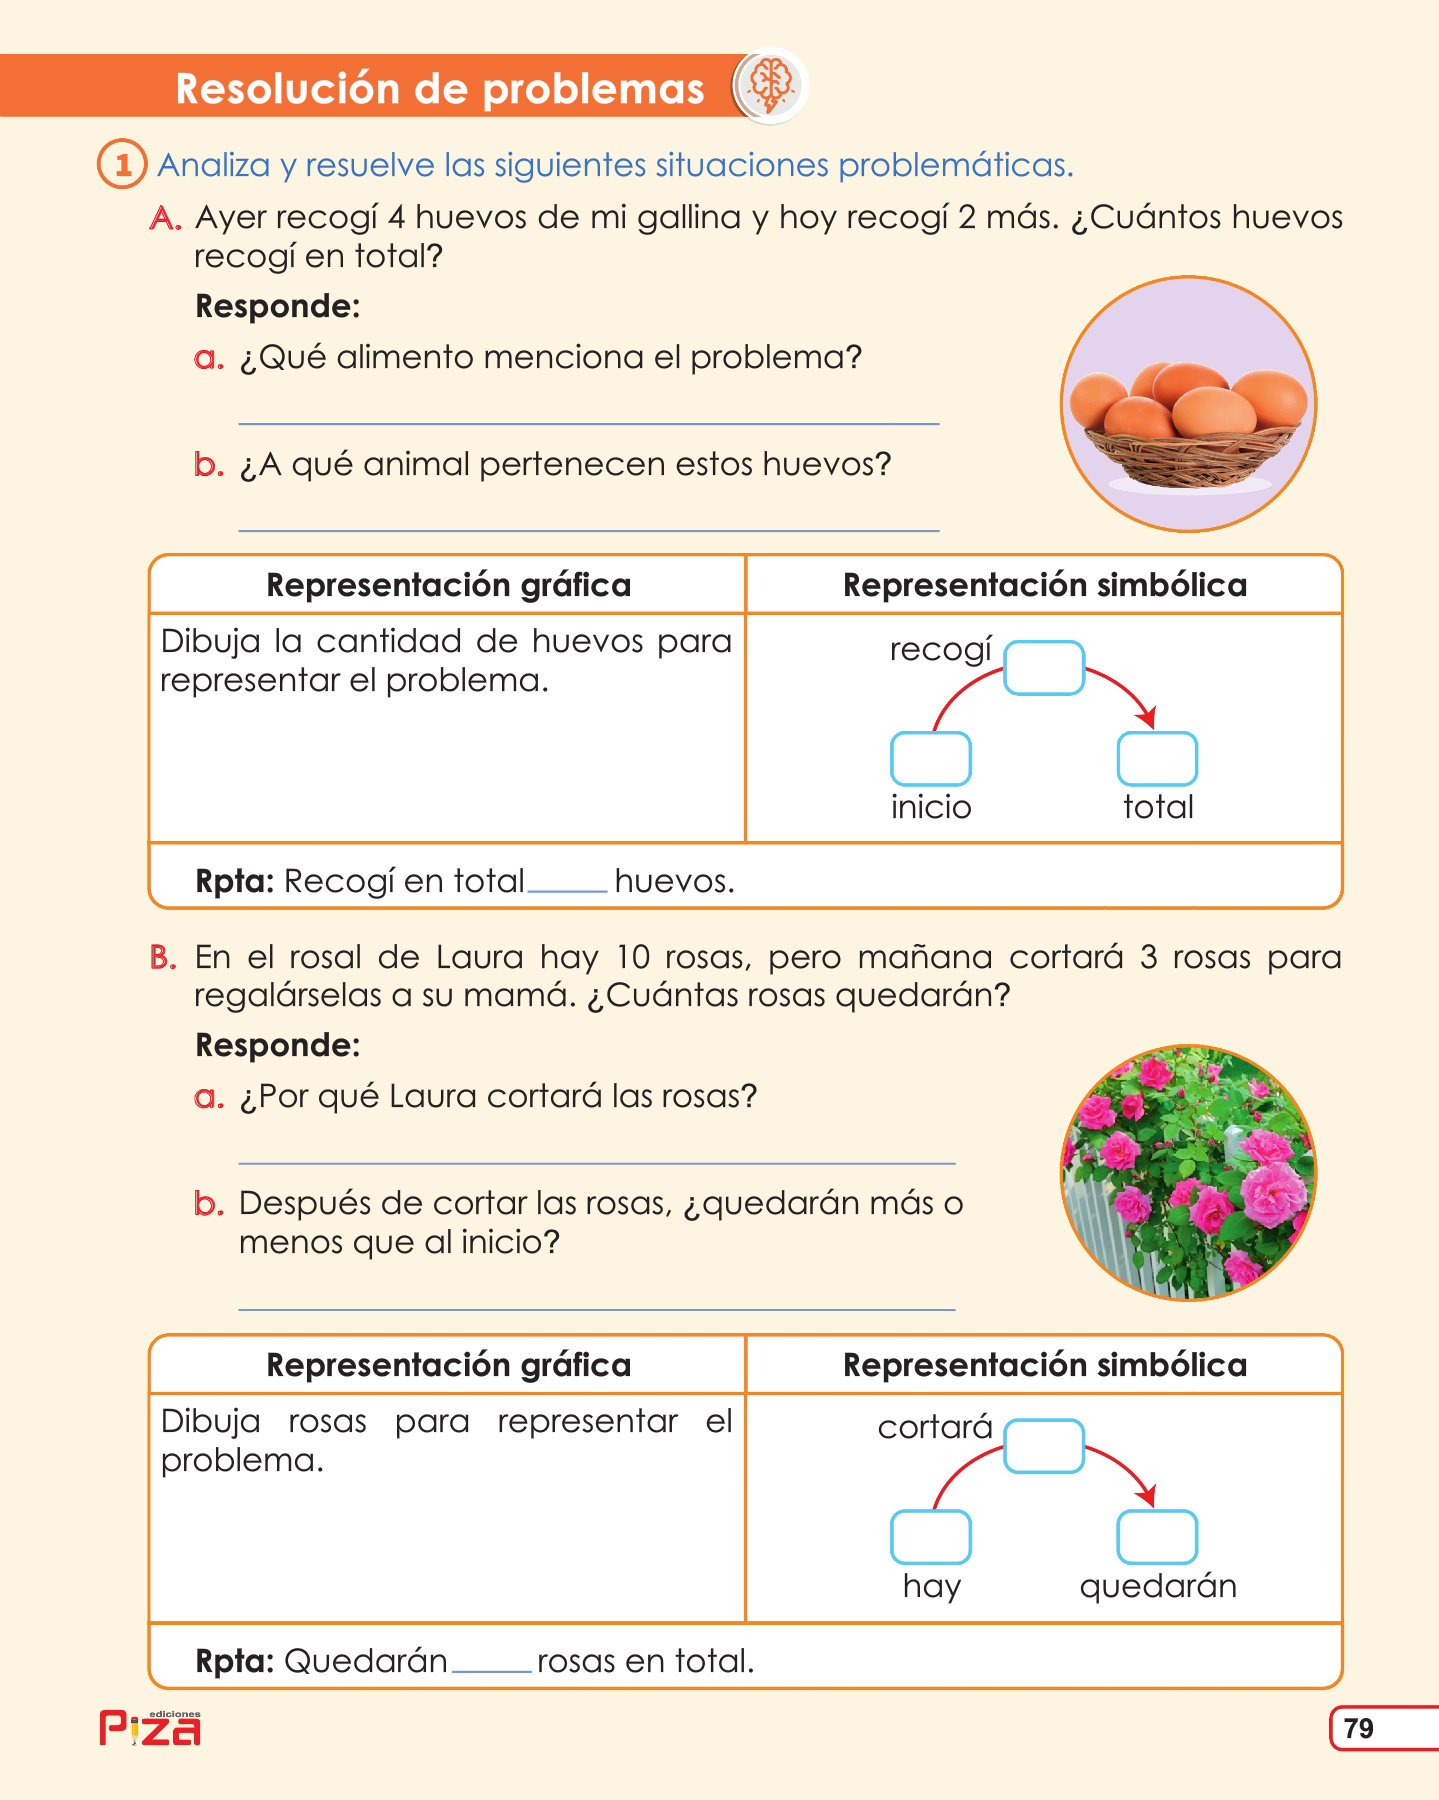 Resolución de problemas
1 Analiza y resuelve las siguientes situaciones problemáticas.
A. Ayer recogí 4 huevos de mi gallina y hoy recogí 2 más. ¿Cuántos huevos
recogí en total?
Responde:
a. ¿Qué alimento menciona el problema?
b. ¿A qué animal pertenecen estos huevos?
Representación gráfica
Representación simbólica
Dibuja la cantidad de huevos para
representar el problema.
recogí
inicio
total
Rpta: Recogí en total_____ huevos.
B. En el rosal de Laura hay 10 rosas, pero mañana cortará 3 rosas para
regalárselas a su mamá. ¿Cuántas rosas quedarán?
Responde:
a. ¿Por qué Laura cortará las rosas?
b. Después de cortar las rosas, ¿quedarán más o
menos que al inicio?
Representación gráfica
Representación simbólica
Dibuja rosas para representar el
problema.
cortará
hay
quedarán
Rpta: Quedarán_____ rosas en total.
ediciones
Piza
79